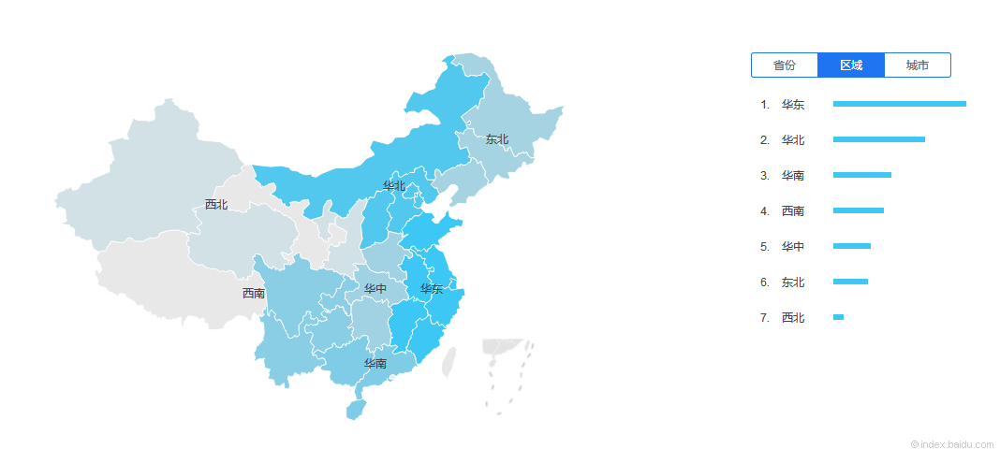 省份 区域 城市
1. 华东
2. 华北
3. 华南
4. 西南
5. 华中
6. 东北
7. 西北
东北
华北
西北
西南
华中
华东
华南
©index.baidu.com